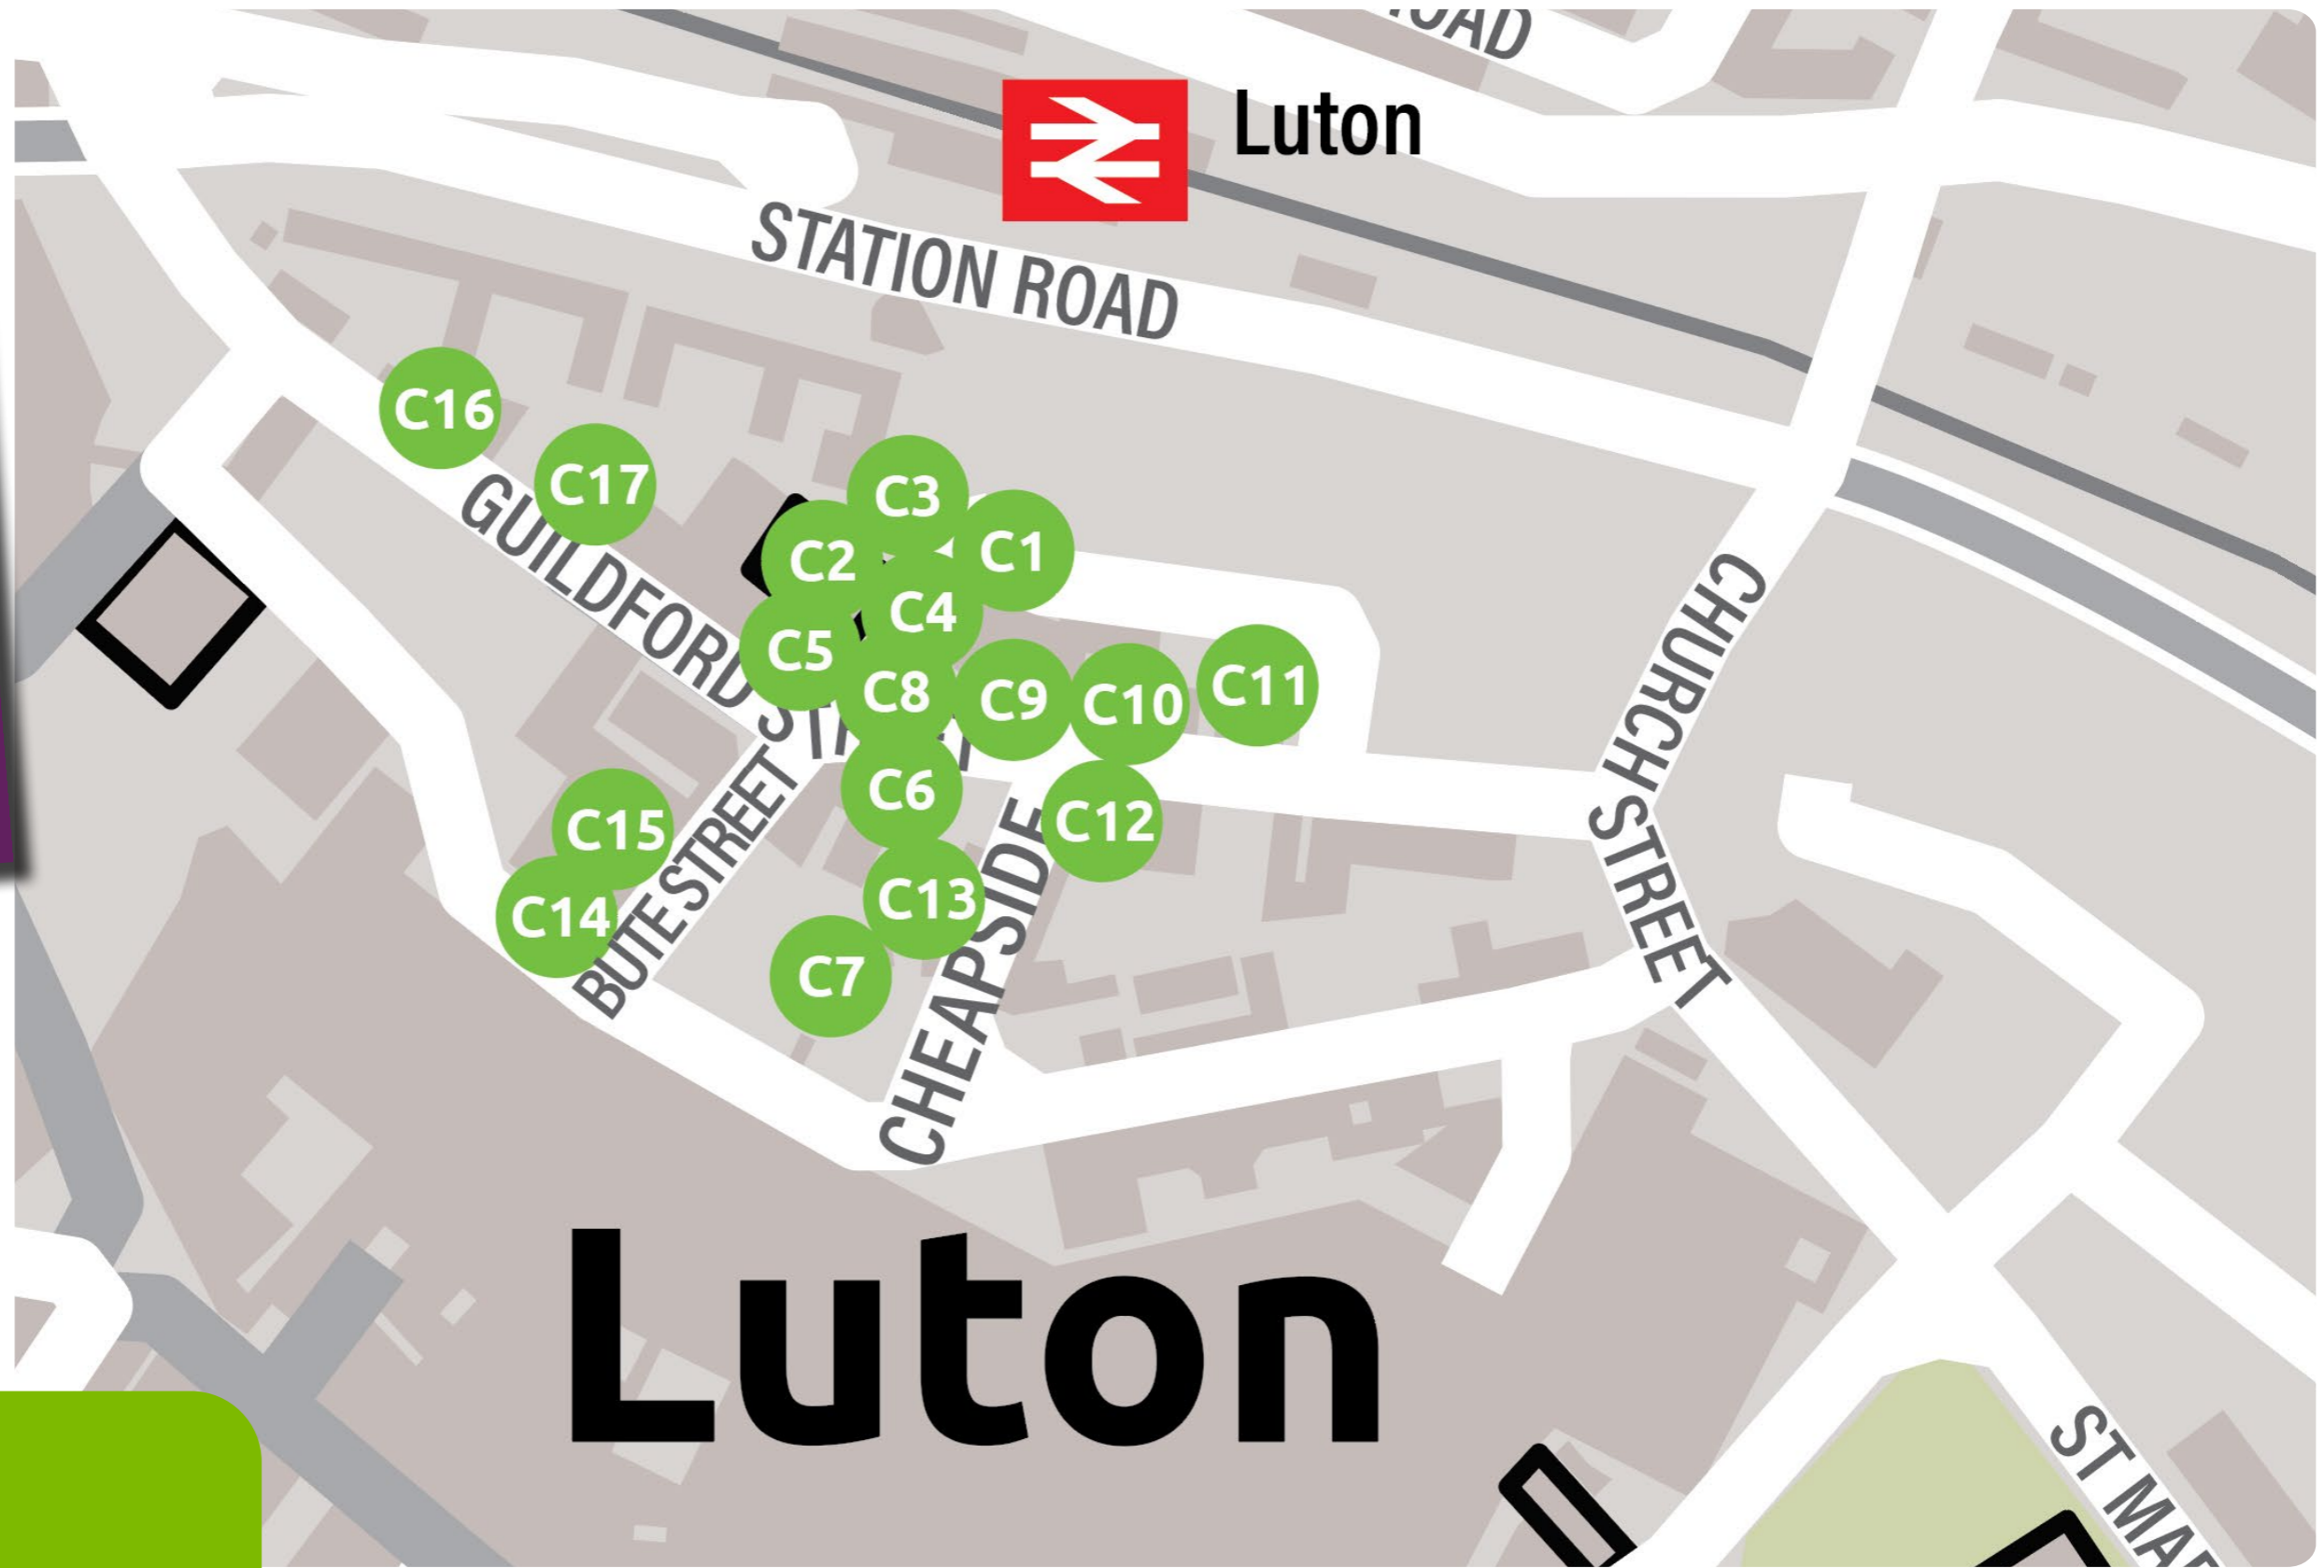 Luton
STATION ROAD
C16
C17
C3
C1
C2
C4
C5
C8
C9
C10
C11
GUILDFORD
C6
C12
C15
C14
C13
C7
BUTE STREET
CHEAPSIDE
CHURCH STREET
Luton